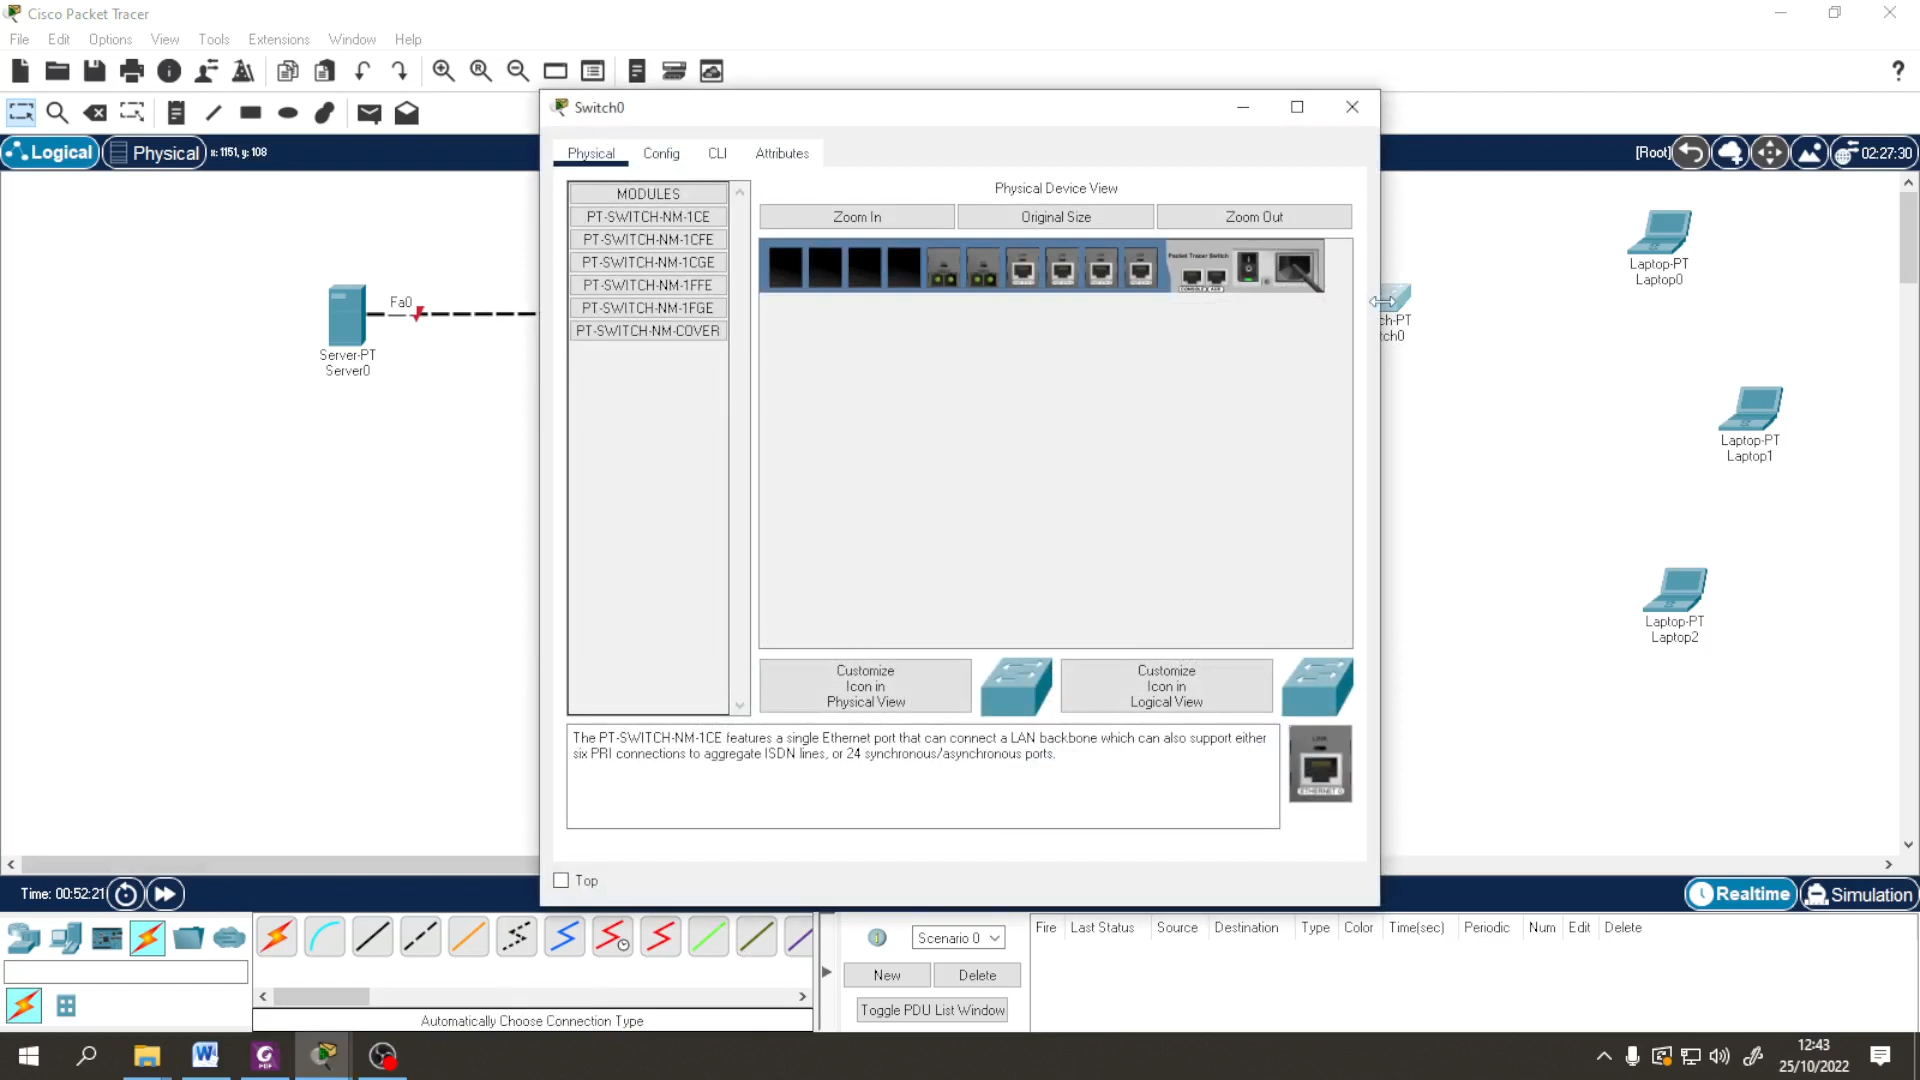 Cisco Packet Tracer
File Edit Options View Tools Extensions Window Help
?
Switch0
Logical Physical x: 1151, y: 108
[Root] 02:27:30
Physical Config CLI Attributes
MODULES
PT-SWITCH-NM-1CE
PT-SWITCH-NM-1CFE
PT-SWITCH-NM-1CGE
PT-SWITCH-NM-1FFE
PT-SWITCH-NM-1FGE
PT-SWITCH-NM-COVER
Physical Device View
Zoom In Original Size Zoom Out
Packet Tracer Switch
CONSOLE AUX
Fa0
Server-PT
Server0
ch-PT
tch0
Laptop-PT
Laptop0
Laptop-PT
Laptop1
Laptop-PT
Laptop2
Customize
Icon in
Physical View
Customize
Icon in
Logical View
The PT-SWITCH-NM-1CE features a single Ethernet port that can connect a LAN backbone which can also support either
six PRI connections to aggregate ISDN lines, or 24 synchronous/asynchronous ports.
LINK
Top
Time: 00:52:21
Realtime Simulation
Scenario 0
New Delete
Toggle PDU List Window
Fire Last Status Source Destination Type Color Time(sec) Periodic Num Edit Delete
Automatically Choose Connection Type
12:43
25/10/2022